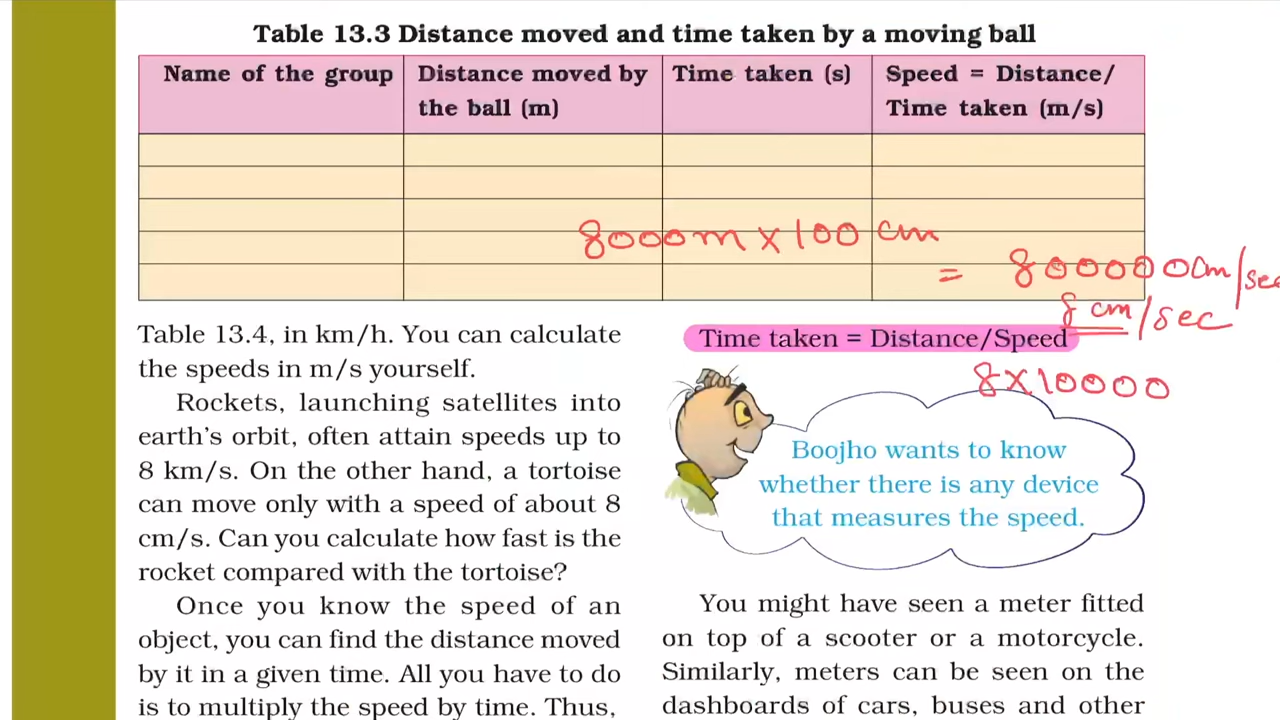 Table 13.3 Distance moved and time taken by a moving ball
Name of the group
Distance moved by
the ball (m)
Time taken (s)
Speed = Distance/
Time taken (m/s)
8000m x 100 cm
= 800000cm/sec
8 cm/sec
8x10000
Table 13.4, in km/h. You can calculate
the speeds in m/s yourself.
Rockets, launching satellites into
earth's orbit, often attain speeds up to
8 km/s. On the other hand, a tortoise
can move only with a speed of about 8
cm/s. Can you calculate how fast is the
rocket compared with the tortoise?
Once you know the speed of an
object, you can find the distance moved
by it in a given time. All you have to do
is to multiply the speed by time. Thus,
Time taken = Distance/Speed
Boojho wants to know
whether there is any device
that measures the speed.
You might have seen a meter fitted
on top of a scooter or a motorcycle.
Similarly, meters can be seen on the
dashboards of cars, buses and other